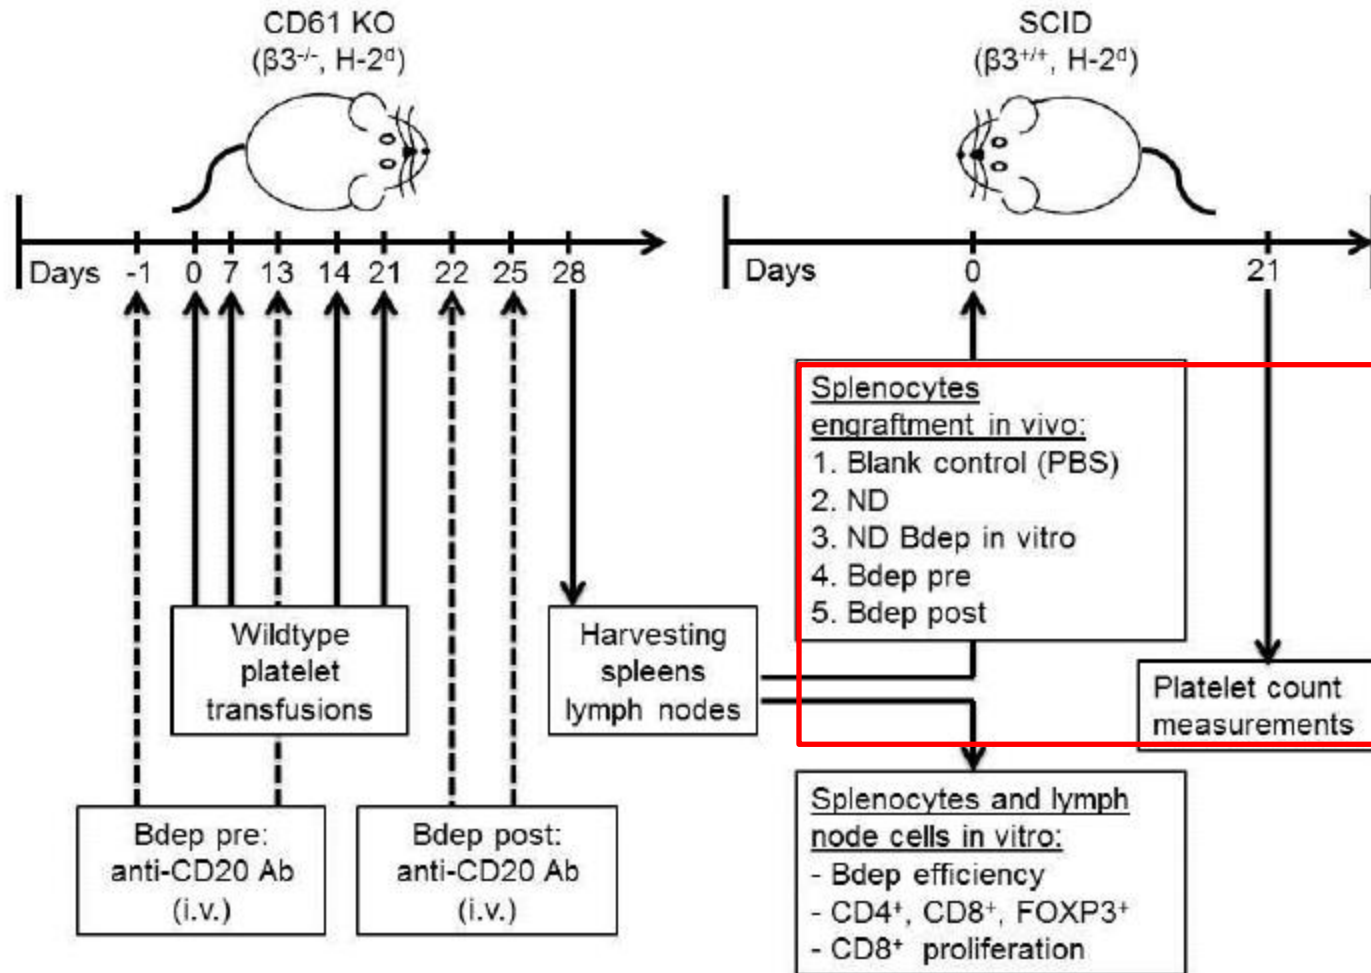 CD61 KO
(β3⁻/⁻, H-2ᵈ)
SCID
(β3⁺/⁺, H-2ᵈ)
Days -1 0 7 13 14 21 22 25 28
Days 0 21
Splenocytes
engraftment in vivo:
1. Blank control (PBS)
2. ND
3. ND Bdep in vitro
4. Bdep pre
5. Bdep post
Wildtype
platelet
transfusions
Harvesting
spleens
lymph nodes
Platelet count
measurements
Bdep pre:
anti-CD20 Ab
(i.v.)
Bdep post:
anti-CD20 Ab
(i.v.)
Splenocytes and lymph
node cells in vitro:
- Bdep efficiency
- CD4⁺, CD8⁺, FOXP3⁺
- CD8⁺ proliferation